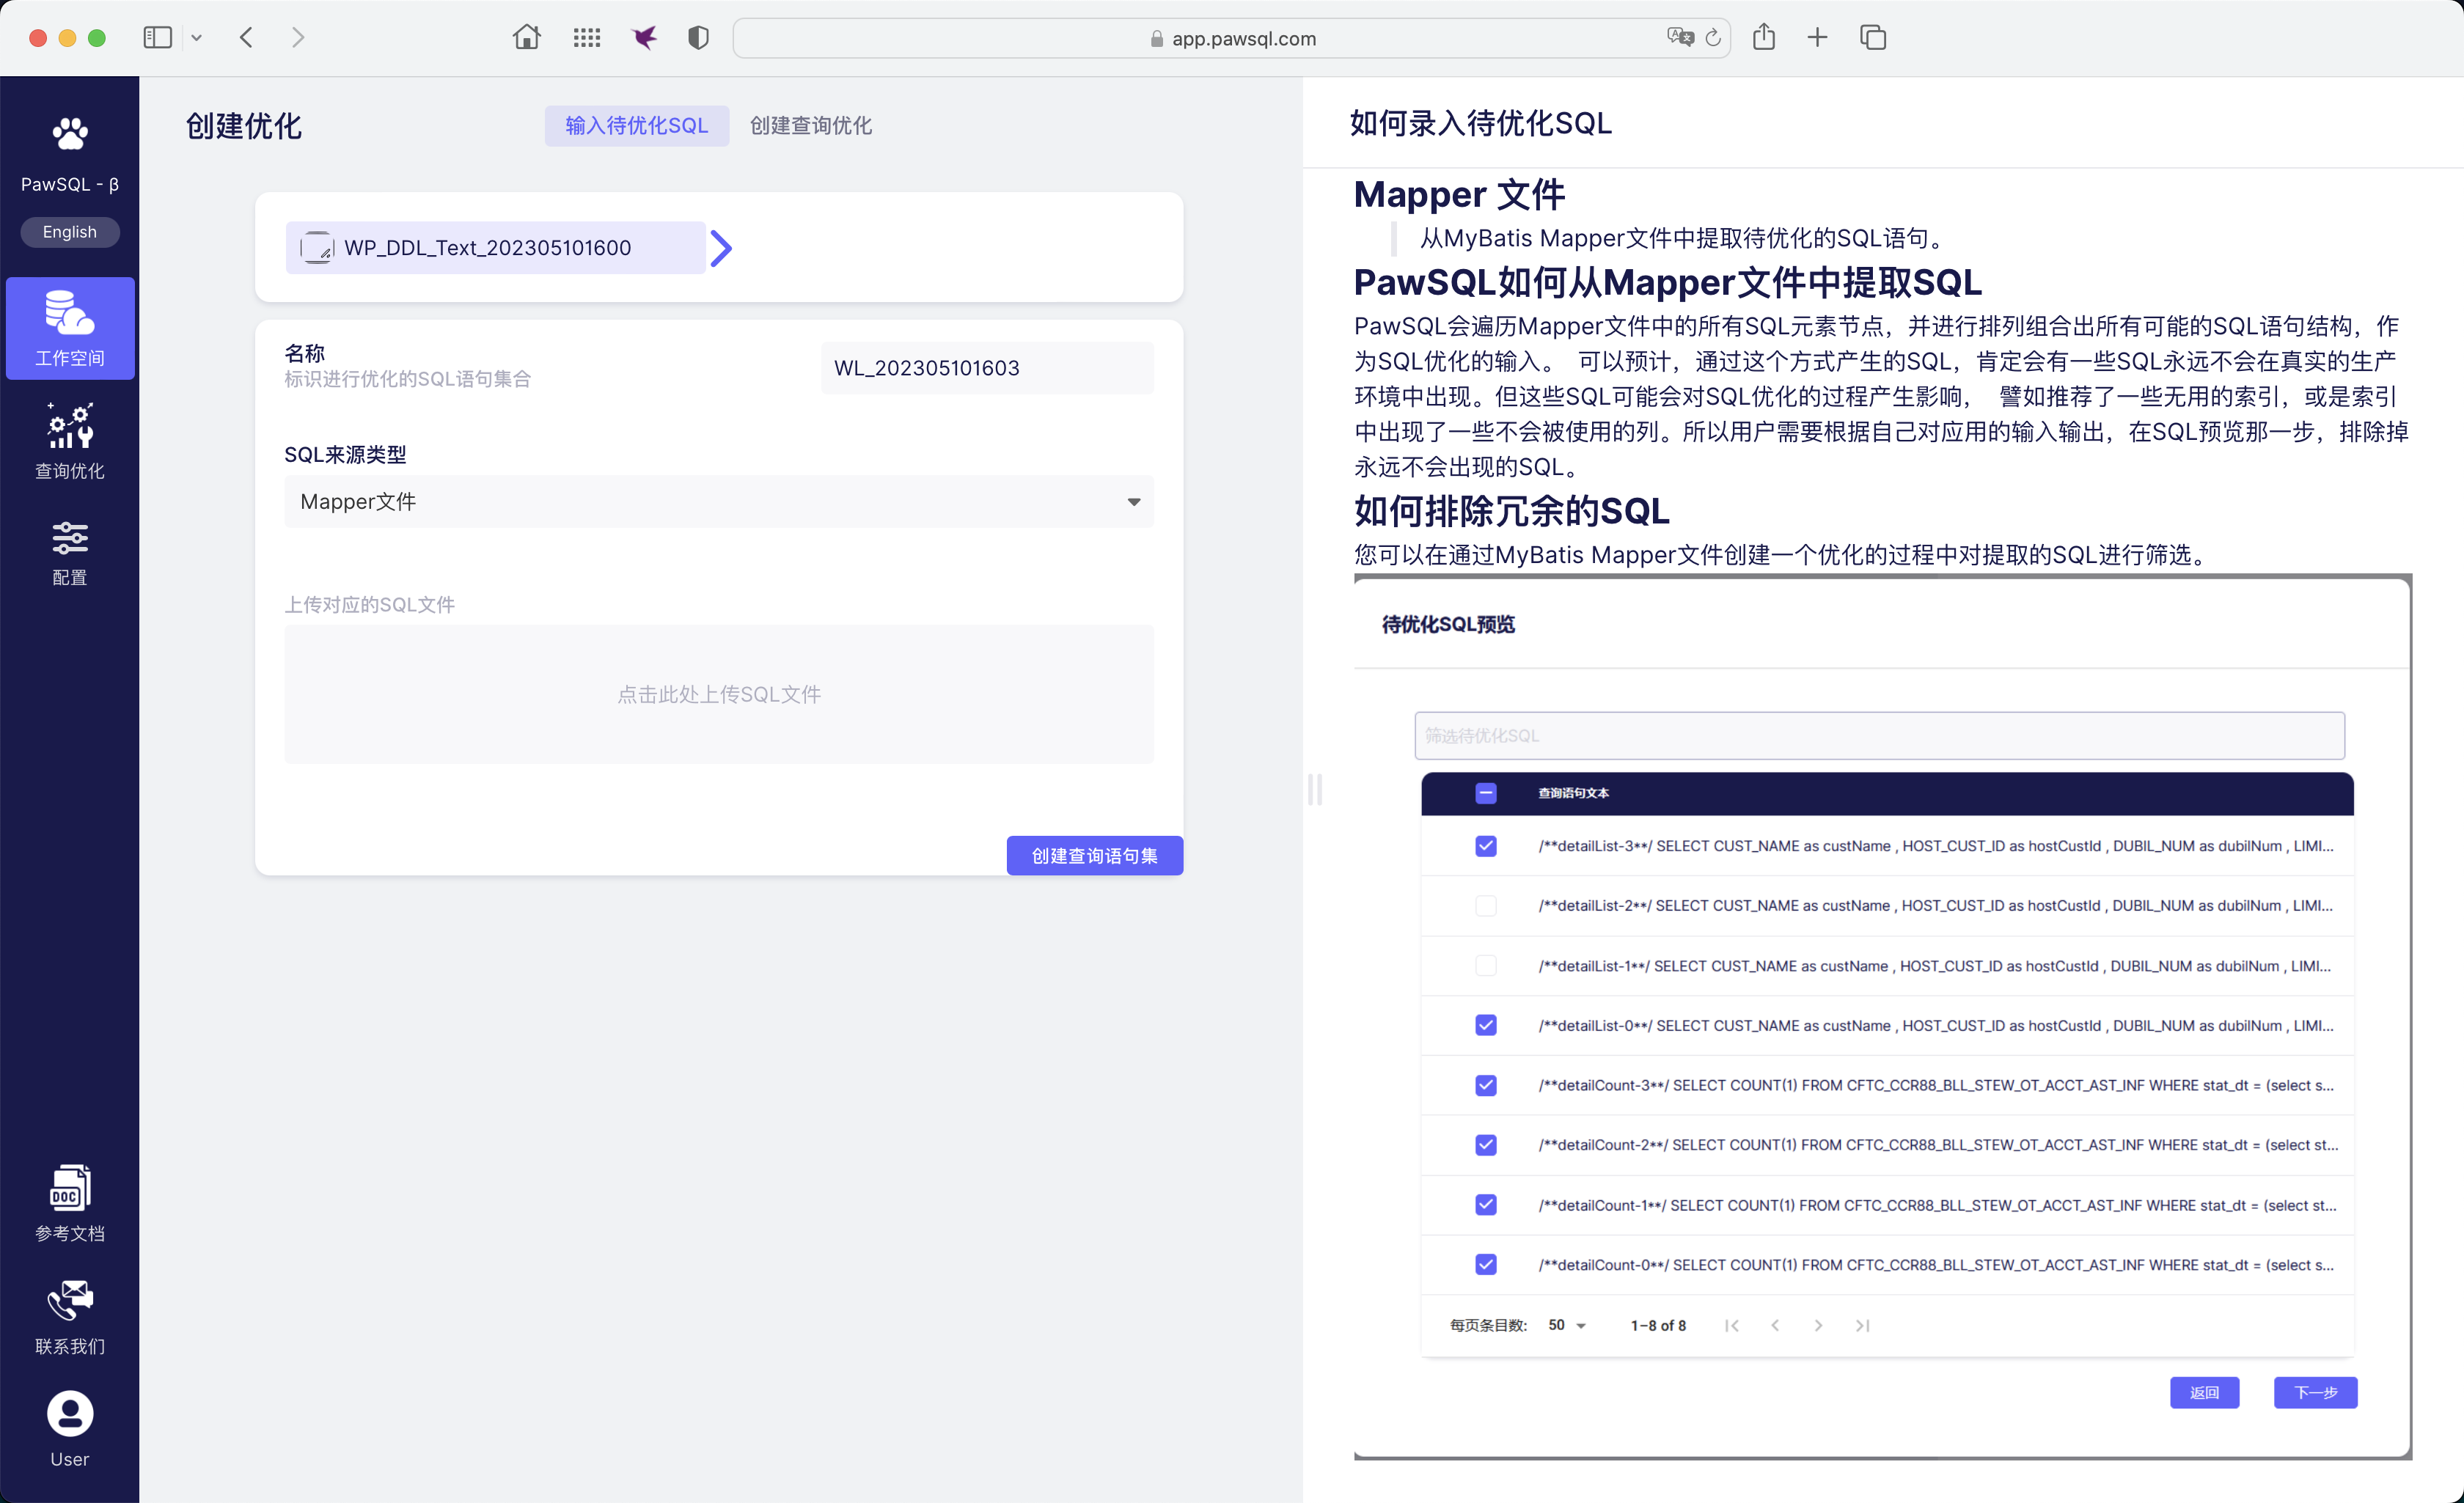 app.pawsql.com
PawSQL - β
English
工作空间
查询优化
配置
DOC
参考文档
联系我们
User
创建优化
输入待优化SQL
创建查询优化
WP_DDL_Text_202305101600
名称
标识进行优化的SQL语句集合
WL_202305101603
SQL来源类型
Mapper文件
上传对应的SQL文件
点击此处上传SQL文件
创建查询语句集
如何录入待优化SQL
Mapper 文件
从MyBatis Mapper文件中提取待优化的SQL语句。
PawSQL如何从Mapper文件中提取SQL
PawSQL会遍历Mapper文件中的所有SQL元素节点，并进行排列组合出所有可能的SQL语句结构，作
为SQL优化的输入。 可以预计，通过这个方式产生的SQL，肯定会有一些SQL永远不会在真实的生产
环境中出现。但这些SQL可能会对SQL优化的过程产生影响， 譬如推荐了一些无用的索引，或是索引
中出现了一些不会被使用的列。所以用户需要根据自己对应用的输入输出，在SQL预览那一步，排除掉
永远不会出现的SQL。
如何排除冗余的SQL
您可以在通过MyBatis Mapper文件创建一个优化的过程中对提取的SQL进行筛选。
待优化SQL预览
筛选待优化SQL
查询语句文本
/**detailList-3**/ SELECT CUST_NAME as custName , HOST_CUST_ID as hostCustId , DUBIL_NUM as dubilNum , LIMI...
/**detailList-2**/ SELECT CUST_NAME as custName , HOST_CUST_ID as hostCustId , DUBIL_NUM as dubilNum , LIMI...
/**detailList-1**/ SELECT CUST_NAME as custName , HOST_CUST_ID as hostCustId , DUBIL_NUM as dubilNum , LIMI...
/**detailList-0**/ SELECT CUST_NAME as custName , HOST_CUST_ID as hostCustId , DUBIL_NUM as dubilNum , LIMI...
/**detailCount-3**/ SELECT COUNT(1) FROM CFTC_CCR88_BLL_STEW_OT_ACCT_AST_INF WHERE stat_dt = (select s...
/**detailCount-2**/ SELECT COUNT(1) FROM CFTC_CCR88_BLL_STEW_OT_ACCT_AST_INF WHERE stat_dt = (select st...
/**detailCount-1**/ SELECT COUNT(1) FROM CFTC_CCR88_BLL_STEW_OT_ACCT_AST_INF WHERE stat_dt = (select st...
/**detailCount-0**/ SELECT COUNT(1) FROM CFTC_CCR88_BLL_STEW_OT_ACCT_AST_INF WHERE stat_dt = (select s...
每页条目数: 50 1–8 of 8
返回 下一步